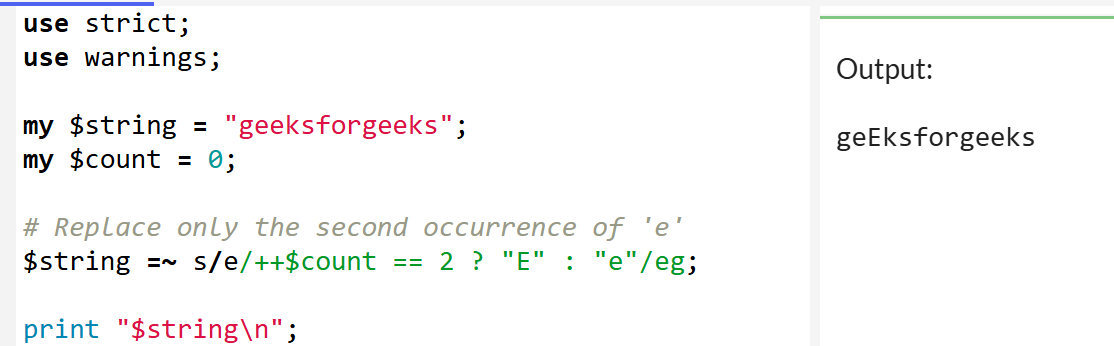 use strict;
use warnings;
my $string = "geeksforgeeks";
my $count = 0;
# Replace only the second occurrence of 'e'
$string =~ s/e/++$count == 2 ? "E" : "e"/eg;
print "$string\n";
Output:
geEksforgeeks